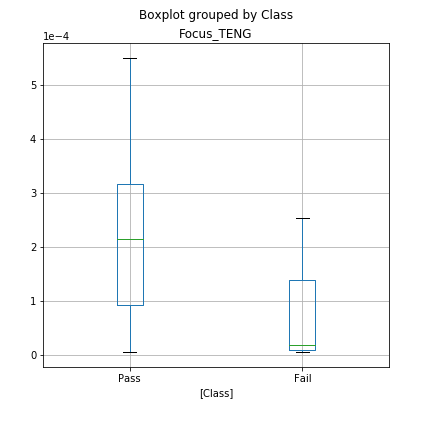 Boxplot grouped by Class
Focus_TENG
1e−4
5
4
3
2
1
0
Pass Fail
[Class]